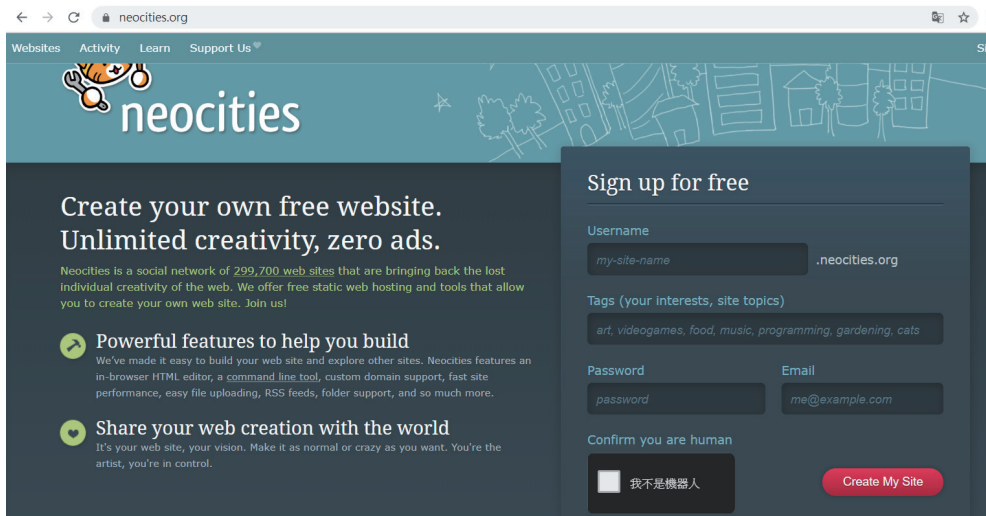 neocities.org
Websites Activity Learn Support Us
neocities
Create your own free website.
Unlimited creativity, zero ads.
Neocities is a social network of 299,700 web sites that are bringing back the lost
individual creativity of the web. We offer free static web hosting and tools that allow
you to create your own web site. Join us!
Powerful features to help you build
We've made it easy to build your web site and explore other sites. Neocities features an
in-browser HTML editor, a command line tool, custom domain support, fast site
performance, easy file uploading, RSS feeds, folder support, and so much more.
Share your web creation with the world
It's your web site, your vision. Make it as normal or crazy as you want. You're the
artist, you're in control.
Sign up for free
Username
my-site-name .neocities.org
Tags (your interests, site topics)
art, videogames, food, music, programming, gardening, cats
Password Email
password me@example.com
Confirm you are human
我不是機器人 Create My Site